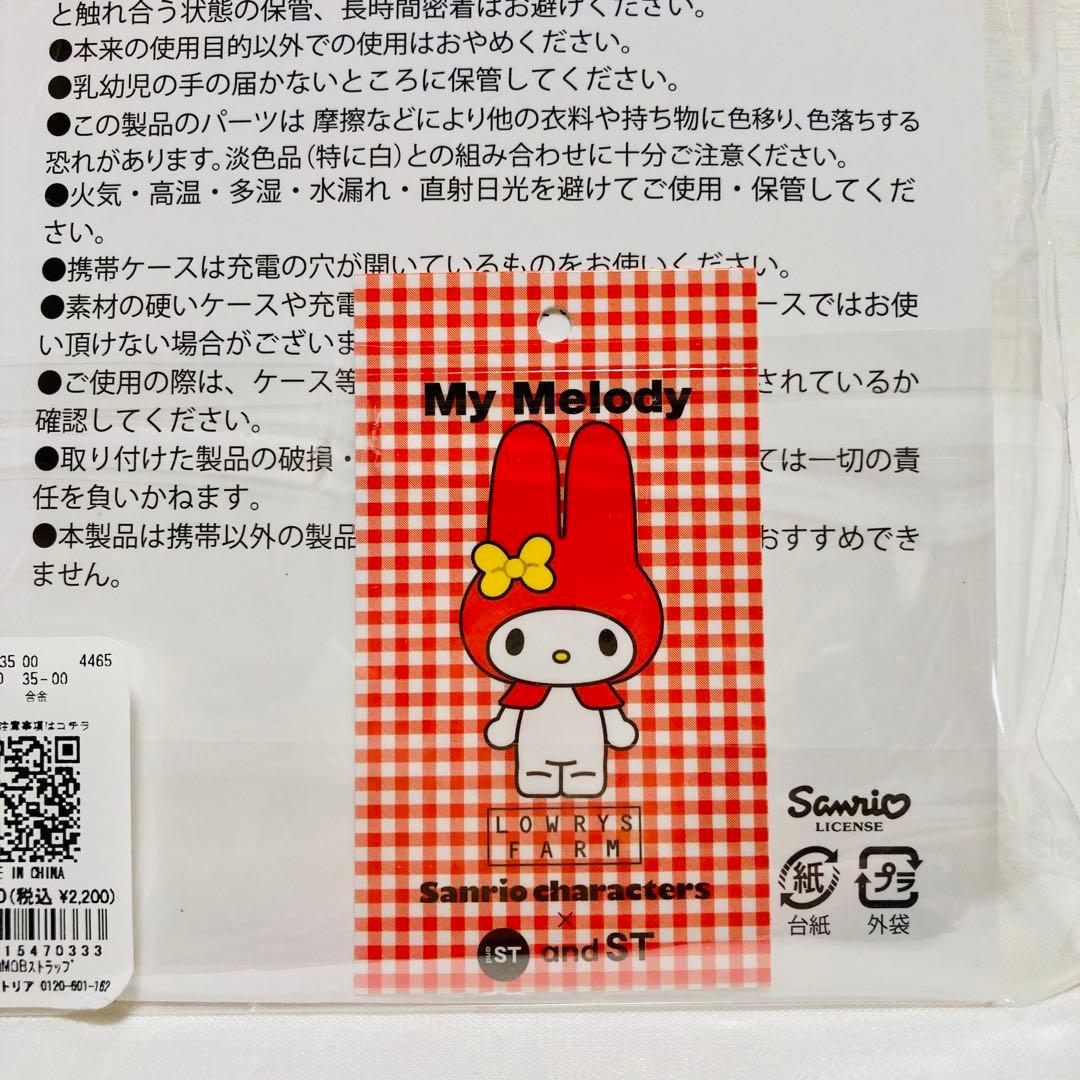 と触れ合う状態の保管、長時間密着はお避けください。
●本来の使用目的以外での使用はおやめください。
●乳幼児の手の届かないところに保管してください。
●この製品のパーツは 摩擦などにより他の衣料や持ち物に色移り、色落ちする
恐れがあります。淡色品（特に白）との組み合わせに十分ご注意ください。
●火気・高温・多湿・水漏れ・直射日光を避けてご使用・保管してくだ
さい。
●携帯ケースは充電の穴が開いているものをお使いください。
●素材の硬いケースや充電 ースではお使
い頂けない場合がございま
●ご使用の際は、ケース等 されているか
確認してください。
●取り付けた製品の破損・ ては一切の責
任を負いかねます。
●本製品は携帯以外の製品 おすすめでき
ません。
My Melody
LOWRYS
FARM
Sanrio characters
×
and ST andST
35 00 4465
35-00
合金
注意事項はコチラ
E IN CHINA
0(税込 ¥2,200)
15470333
MOBストラップ
トリア 0120-601-162
Sanrio
LICENSE
紙
台紙
プラ
外袋